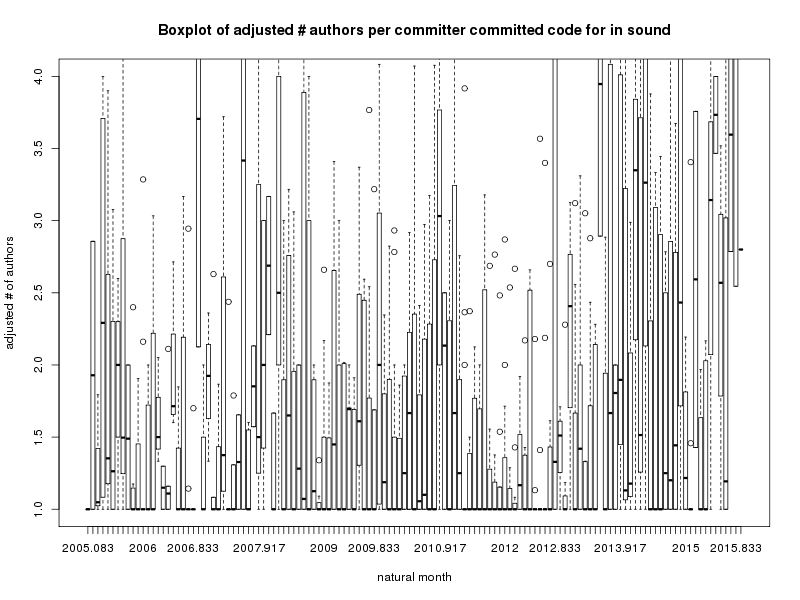 Boxplot of adjusted # authors per committer committed code for in sound
adjusted # of authors
4.0
3.5
3.0
2.5
2.0
1.5
1.0
2005.083 2006 2006.833 2007.917 2009 2009.833 2010.917 2012 2012.833 2013.917 2015 2015.833
natural month